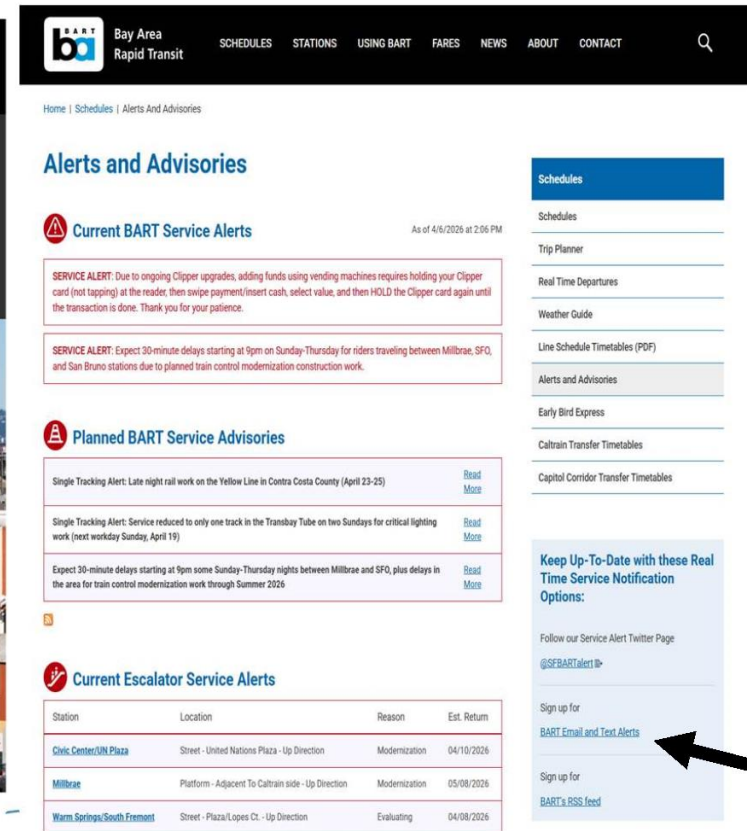 BART
ba
Bay Area
Rapid Transit
SCHEDULES STATIONS USING BART FARES NEWS ABOUT CONTACT
Home | Schedules | Alerts And Advisories
Alerts and Advisories
Current BART Service Alerts
As of 4/6/2026 at 2:06 PM
SERVICE ALERT: Due to ongoing Clipper upgrades, adding funds using vending machines requires holding your Clipper
card (not tapping) at the reader, then swipe payment/insert cash, select value, and then HOLD the Clipper card again until
the transaction is done. Thank you for your patience.
SERVICE ALERT: Expect 30-minute delays starting at 9pm on Sunday-Thursday for riders traveling between Millbrae, SFO,
and San Bruno stations due to planned train control modernization construction work.
Planned BART Service Advisories
Single Tracking Alert: Late night rail work on the Yellow Line in Contra Costa County (April 23-25) Read
More
Single Tracking Alert: Service reduced to only one track in the Transbay Tube on two Sundays for critical lighting Read
work (next workday Sunday, April 19) More
Expect 30-minute delays starting at 9pm some Sunday-Thursday nights between Millbrae and SFO, plus delays in Read
the area for train control modernization work through Summer 2026 More
Current Escalator Service Alerts
Station Location Reason Est. Return
Civic Center/UN Plaza Street - United Nations Plaza - Up Direction Modernization 04/10/2026
Millbrae Platform - Adjacent To Caltrain side - Up Direction Modernization 05/08/2026
Warm Springs/South Fremont Street - Plaza/Lopes Ct. - Up Direction Evaluating 04/08/2026
Schedules
Schedules
Trip Planner
Real Time Departures
Weather Guide
Line Schedule Timetables (PDF)
Alerts and Advisories
Early Bird Express
Caltrain Transfer Timetables
Capitol Corridor Transfer Timetables
Keep Up-To-Date with these Real
Time Service Notification
Options:
Follow our Service Alert Twitter Page
@SFBARTalert
Sign up for
BART Email and Text Alerts
Sign up for
BART's RSS feed